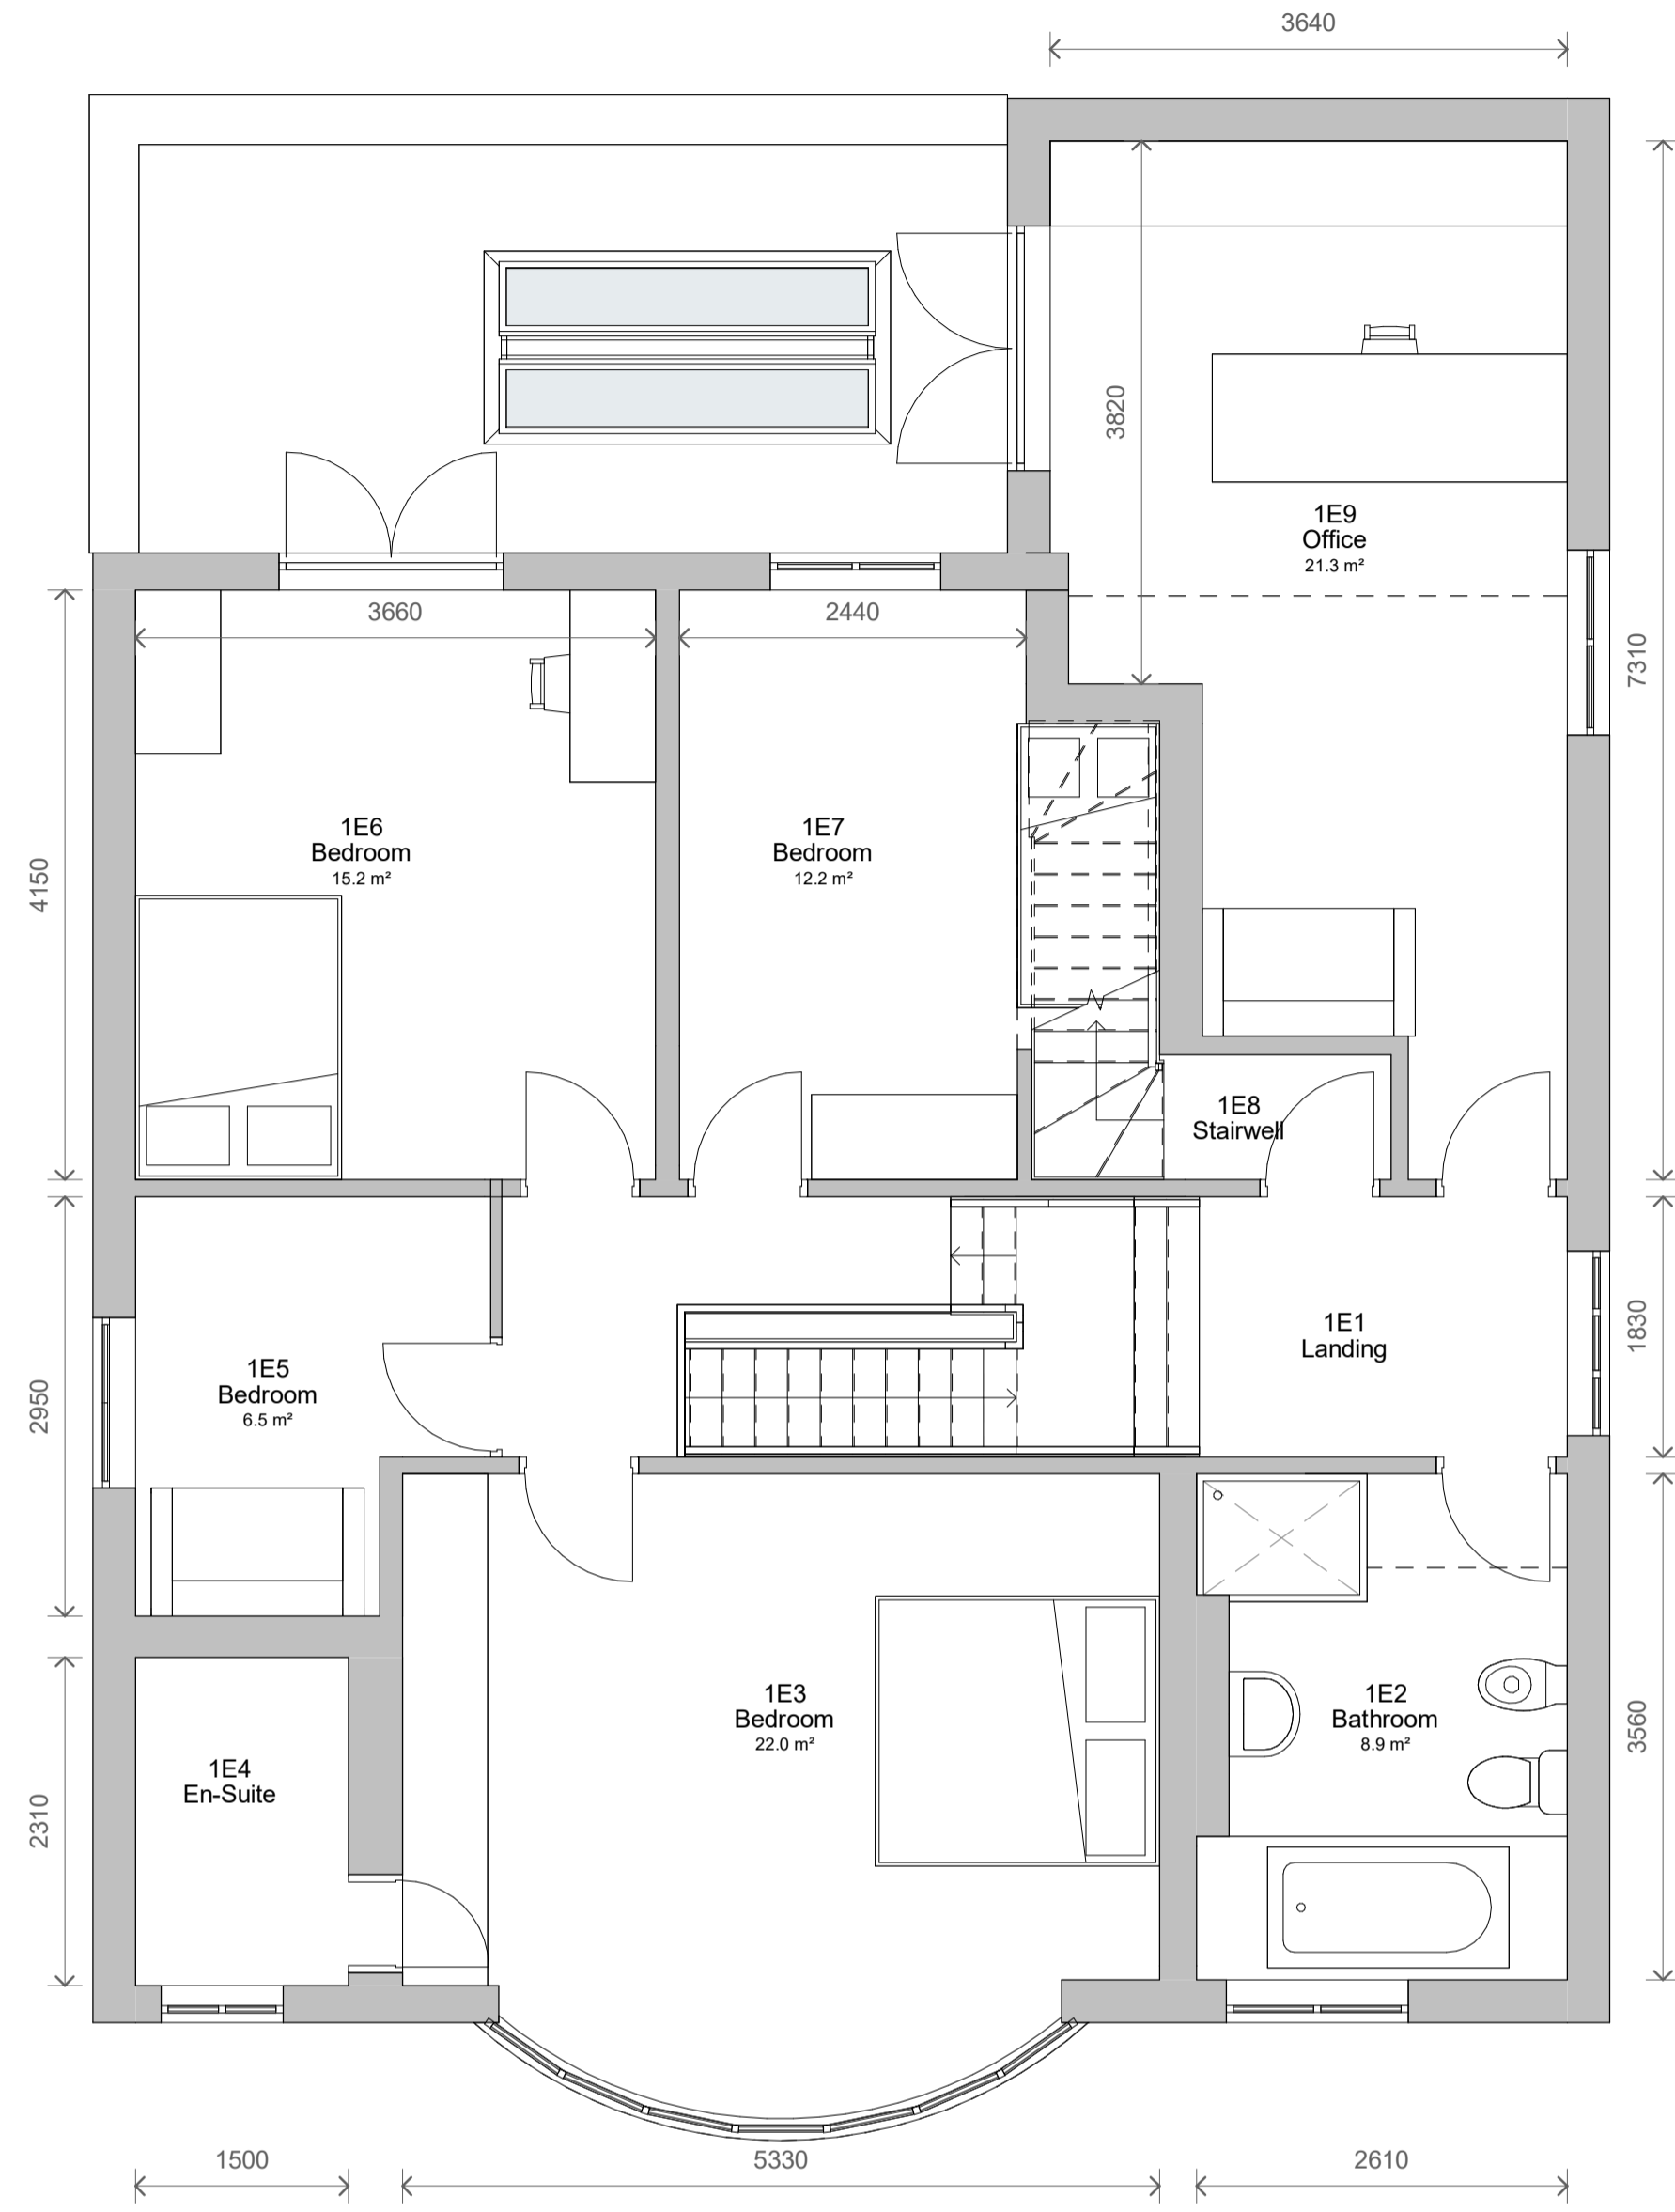 3640
3820
1E9
Office
21.3 m²
3660
2440
7310
1E6
Bedroom
15.2 m²
1E7
Bedroom
12.2 m²
4150
1E8
Stairwell
1E1
Landing
1830
1E5
Bedroom
6.5 m²
2950
1E3
Bedroom
22.0 m²
1E2
Bathroom
8.9 m²
3560
1E4
En-Suite
2310
1500
5330
2610